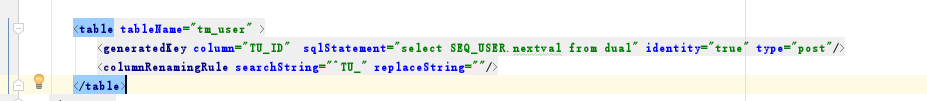 <table tableName="tm_user" >
<generatedKey column="TU_ID"  sqlStatement="select SEQ_USER.nextval from dual" identity="true" type="post"/>
<columnRenamingRule searchString="^TU_" replaceString=""/>
</table>